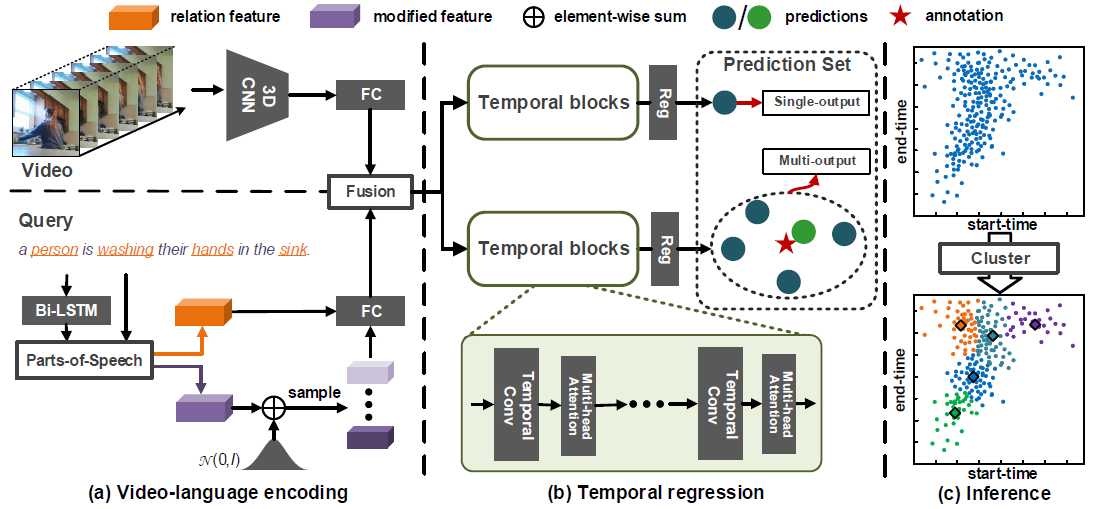 relation feature
modified feature
element-wise sum
/
predictions
annotation
Video
3D
CNN
FC
Fusion
Query
a person is washing their hands in the sink.
Bi-LSTM
Parts-of-Speech
FC
sample
𝒩(0,I)
(a) Video-language encoding
Temporal blocks
Reg
Prediction Set
Single-output
Multi-output
Temporal blocks
Reg
Temporal
Conv
Multi-head
Attention
Temporal
Conv
Multi-head
Attention
(b) Temporal regression
end-time
start-time
Cluster
end-time
start-time
(c) Inference